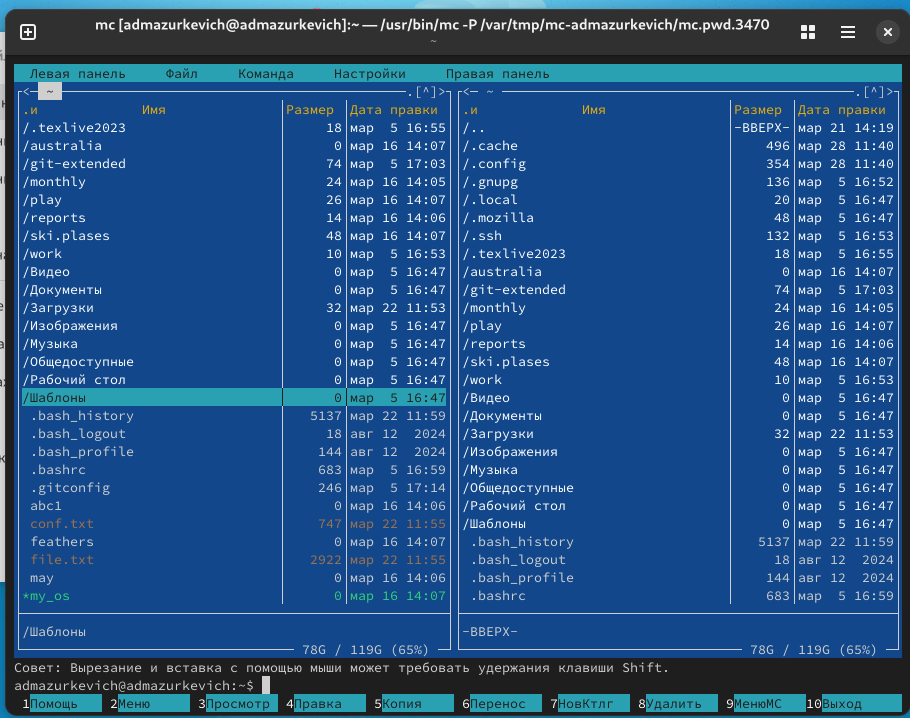 mc [admazurkevich@admazurkevich]:~ — /usr/bin/mc -P /var/tmp/mc-admazurkevich/mc.pwd.3470
~
Левая панель Файл Команда Настройки Правая панель
<─ ~ .[^]> <─ ~ .[^]>
.и Имя Размер Дата правки .и Имя Размер Дата правки
/.texlive2023 18 мар 5 16:55 /.. -ВВЕРХ- мар 21 14:19
/australia 0 мар 16 14:07 /.cache 496 мар 28 11:40
/git-extended 74 мар 5 17:03 /.config 354 мар 28 11:40
/monthly 24 мар 16 14:05 /.gnupg 136 мар 5 16:52
/play 26 мар 16 14:07 /.local 20 мар 5 16:47
/reports 14 мар 16 14:06 /.mozilla 48 мар 5 16:47
/ski.plases 48 мар 16 14:07 /.ssh 132 мар 5 16:53
/work 10 мар 5 16:53 /.texlive2023 18 мар 5 16:55
/Видео 0 мар 5 16:47 /australia 0 мар 16 14:07
/Документы 0 мар 5 16:47 /git-extended 74 мар 5 17:03
/Загрузки 32 мар 22 11:53 /monthly 24 мар 16 14:05
/Изображения 0 мар 5 16:47 /play 26 мар 16 14:07
/Музыка 0 мар 5 16:47 /reports 14 мар 16 14:06
/Общедоступные 0 мар 5 16:47 /ski.plases 48 мар 16 14:07
/Рабочий стол 0 мар 5 16:47 /work 10 мар 5 16:53
/Шаблоны 0 мар 5 16:47 /Видео 0 мар 5 16:47
.bash_history 5137 мар 22 11:59 /Документы 0 мар 5 16:47
.bash_logout 18 авг 12 2024 /Загрузки 32 мар 22 11:53
.bash_profile 144 авг 12 2024 /Изображения 0 мар 5 16:47
.bashrc 683 мар 5 16:59 /Музыка 0 мар 5 16:47
.gitconfig 246 мар 5 17:14 /Общедоступные 0 мар 5 16:47
abc1 0 мар 16 14:06 /Рабочий стол 0 мар 5 16:47
conf.txt 747 мар 22 11:55 /Шаблоны 0 мар 5 16:47
feathers 0 мар 16 14:07 .bash_history 5137 мар 22 11:59
file.txt 2922 мар 22 11:55 .bash_logout 18 авг 12 2024
may 0 мар 16 14:06 .bash_profile 144 авг 12 2024
*my_os 0 мар 16 14:07 .bashrc 683 мар 5 16:59
/Шаблоны -ВВЕРХ-
78G / 119G (65%) 78G / 119G (65%)
Совет: Вырезание и вставка с помощью мыши может требовать удержания клавиши Shift.
admazurkevich@admazurkevich:~$
1Помощь 2Меню 3Просмотр 4Правка 5Копия 6Перенос 7НовКтлг 8Удалить 9МенюМС 10Выход